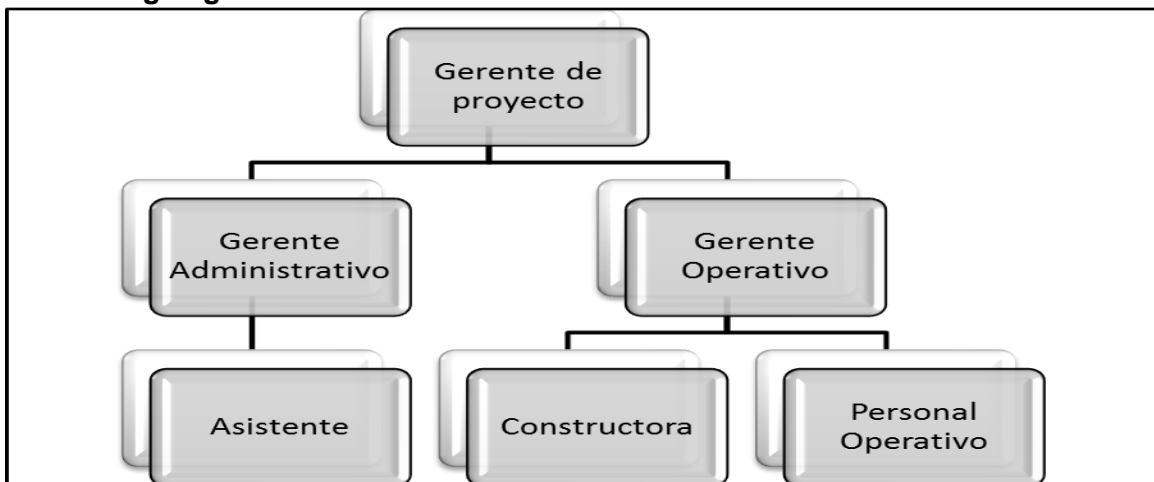 Gerente de
proyecto
Gerente
Administrativo
Gerente
Operativo
Asistente
Constructora
Personal
Operativo